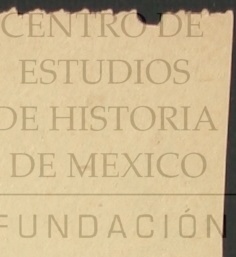 CENTRO DE
ESTUDIOS
DE HISTORIA
DE MEXICO
FUNDACIÓN